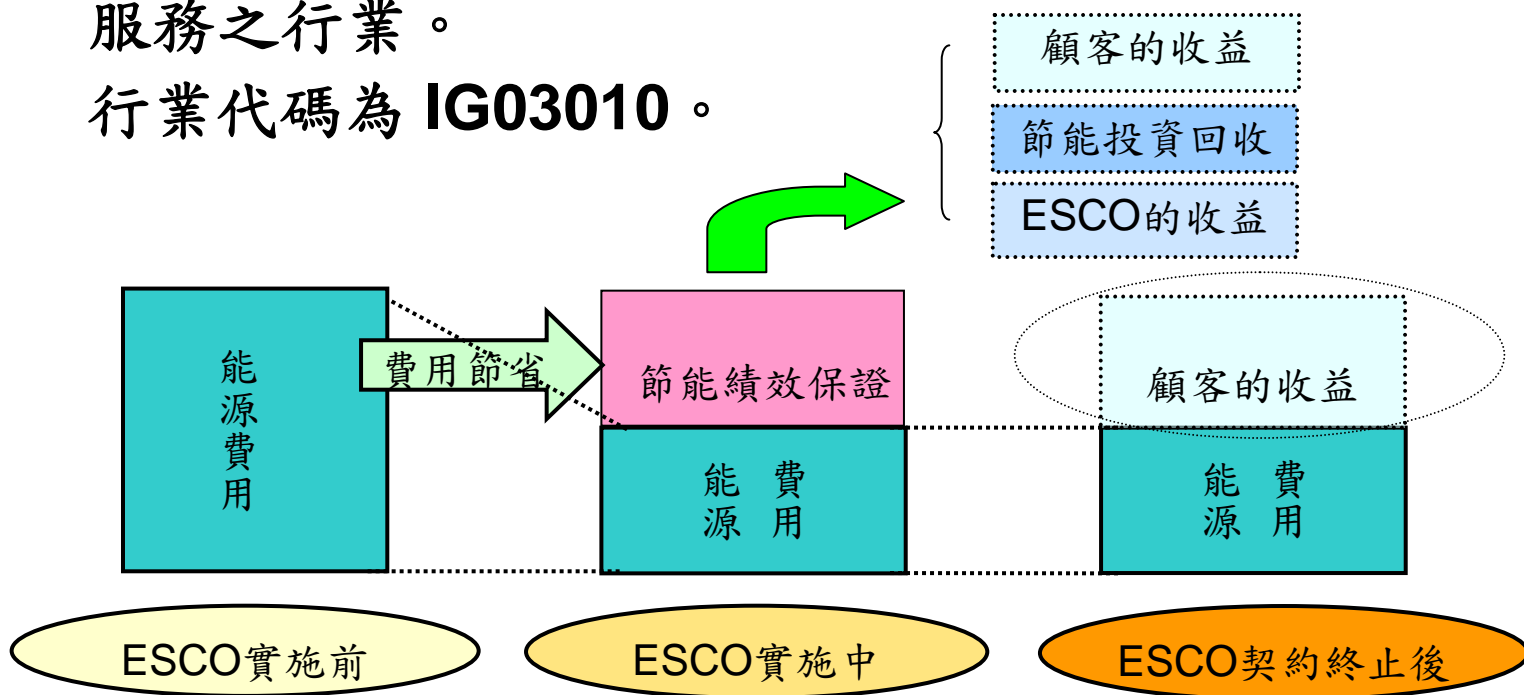 服務之行業。
行業代碼為 IG03010。
顧客的收益
節能投資回收
ESCO的收益
能源費用
費用節省
節能績效保證
顧客的收益
能源費用
能源費用
ESCO實施前
ESCO實施中
ESCO契約終止後